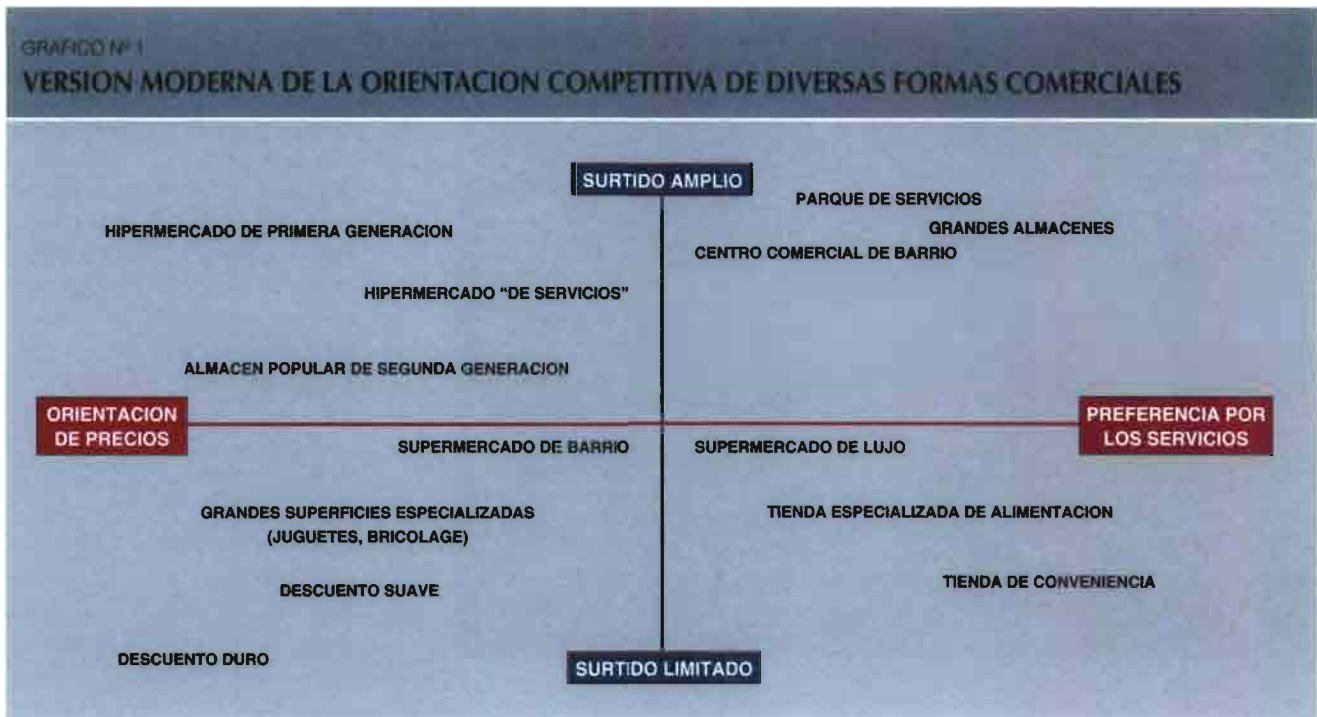 GRAFICO Nº 1
VERSION MODERNA DE LA ORIENTACION COMPETITIVA DE DIVERSAS FORMAS COMERCIALES
SURTIDO AMPLIO
PARQUE DE SERVICIOS
HIPERMERCADO DE PRIMERA GENERACION
GRANDES ALMACENES
CENTRO COMERCIAL DE BARRIO
HIPERMERCADO "DE SERVICIOS"
ALMACEN POPULAR DE SEGUNDA GENERACION
ORIENTACION
DE PRECIOS
PREFERENCIA POR
LOS SERVICIOS
SUPERMERCADO DE BARRIO
SUPERMERCADO DE LUJO
GRANDES SUPERFICIES ESPECIALIZADAS
(JUGUETES, BRICOLAGE)
TIENDA ESPECIALIZADA DE ALIMENTACION
DESCUENTO SUAVE
TIENDA DE CONVENIENCIA
DESCUENTO DURO
SURTIDO LIMITADO